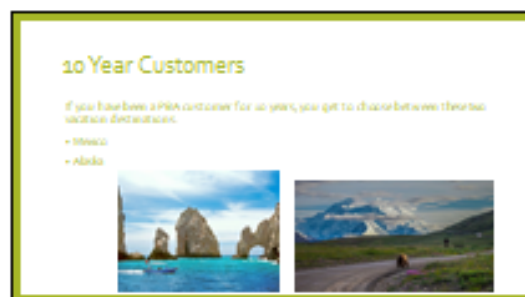 10 Year Customers
If you have been a PWA customer for 10 years, you get to choose between these two
vacation destinations.
• Mexico
• Alaska